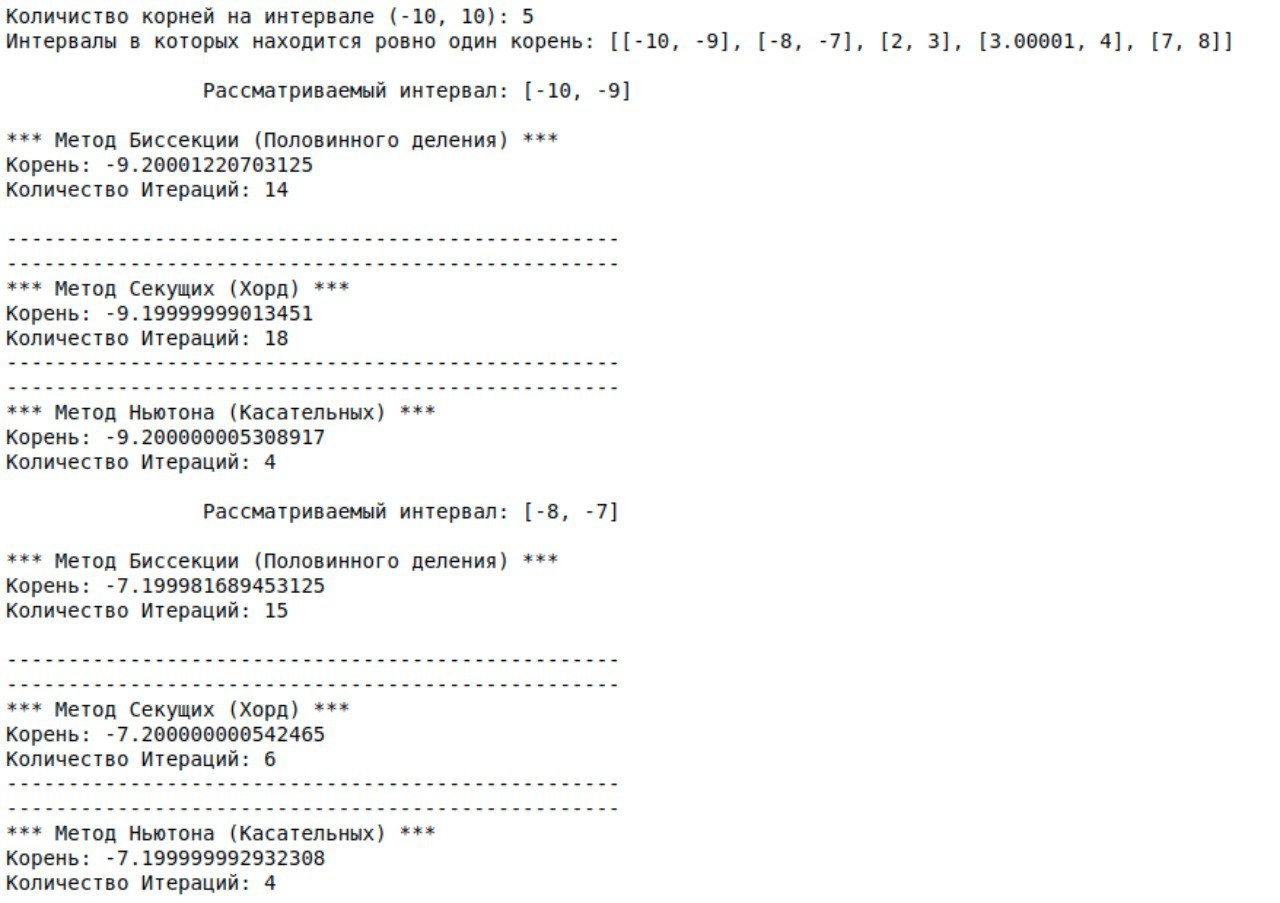 Количиство корней на интервале (-10, 10): 5
Интервалы в которых находится ровно один корень: [[-10, -9], [-8, -7], [2, 3], [3.00001, 4], [7, 8]]
Рассматриваемый интервал: [-10, -9]
*** Метод Биссекции (Половинного деления) ***
Корень: -9.20001220703125
Количество Итераций: 14
--------------------------------------------------
--------------------------------------------------
*** Метод Секущих (Хорд) ***
Корень: -9.19999999013451
Количество Итераций: 18
--------------------------------------------------
--------------------------------------------------
*** Метод Ньютона (Касательных) ***
Корень: -9.200000005308917
Количество Итераций: 4
Рассматриваемый интервал: [-8, -7]
*** Метод Биссекции (Половинного деления) ***
Корень: -7.199981689453125
Количество Итераций: 15
--------------------------------------------------
--------------------------------------------------
*** Метод Секущих (Хорд) ***
Корень: -7.200000000542465
Количество Итераций: 6
--------------------------------------------------
--------------------------------------------------
*** Метод Ньютона (Касательных) ***
Корень: -7.199999992932308
Количество Итераций: 4